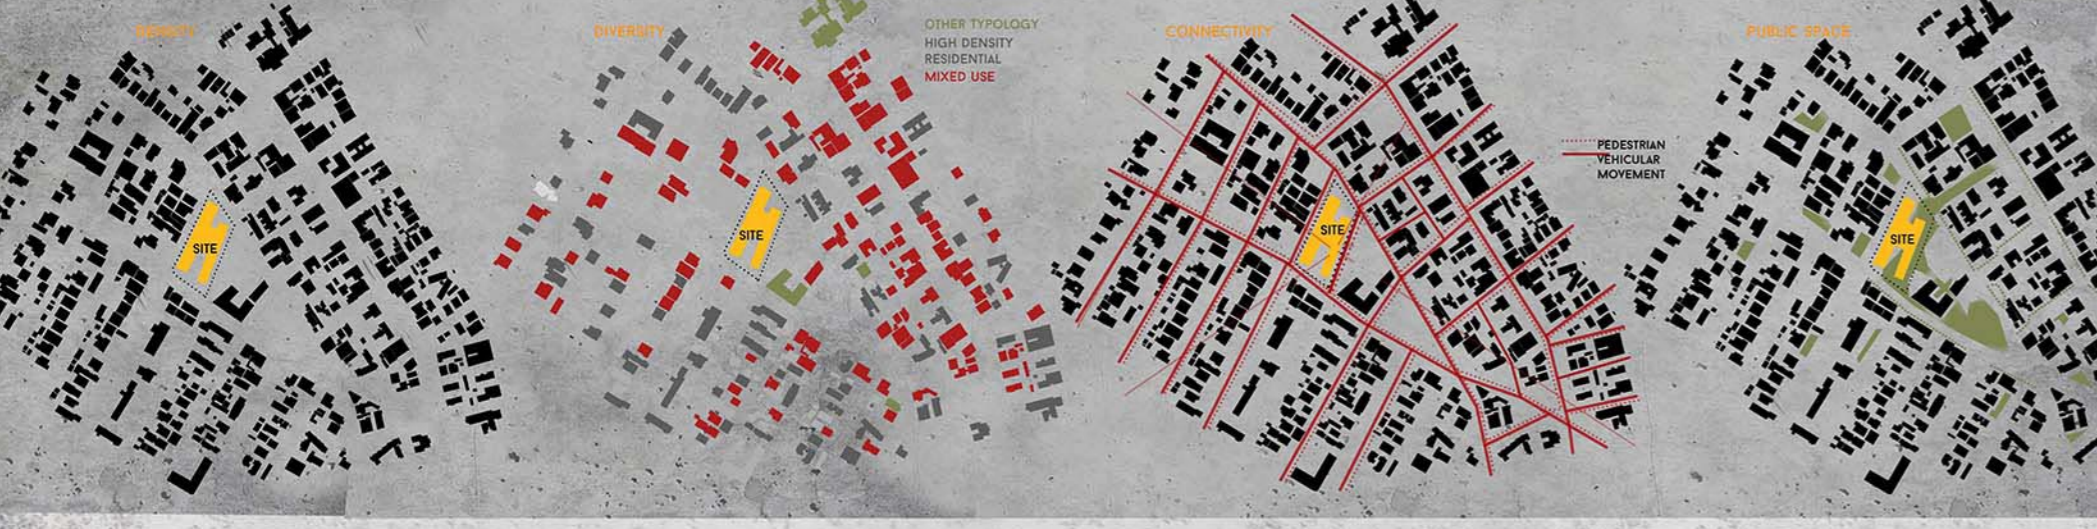 DENSITY
SITE
DIVERSITY
OTHER TYPOLOGY
HIGH DENSITY
RESIDENTIAL
MIXED USE
SITE
CONNECTIVITY
SITE
PEDESTRIAN
VEHICULAR
MOVEMENT
PUBLIC SPACE
SITE